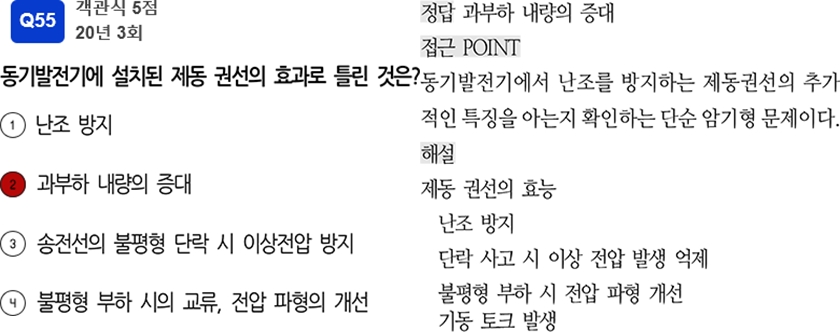 Q55
객관식 5점
20년 3회
동기발전기에 설치된 제동 권선의 효과로 틀린 것은?
1 난조 방지
2 과부하 내량의 증대
3 송전선의 불평형 단락 시 이상전압 방지
4 불평형 부하 시의 교류, 전압 파형의 개선
정답 과부하 내량의 증대
접근 POINT
동기발전기에서 난조를 방지하는 제동권선의 추가
적인 특징을 아는지 확인하는 단순 암기형 문제이다.
해설
제동 권선의 효능
난조 방지
단락 사고 시 이상 전압 발생 억제
불평형 부하 시 전압 파형 개선
기동 토크 발생